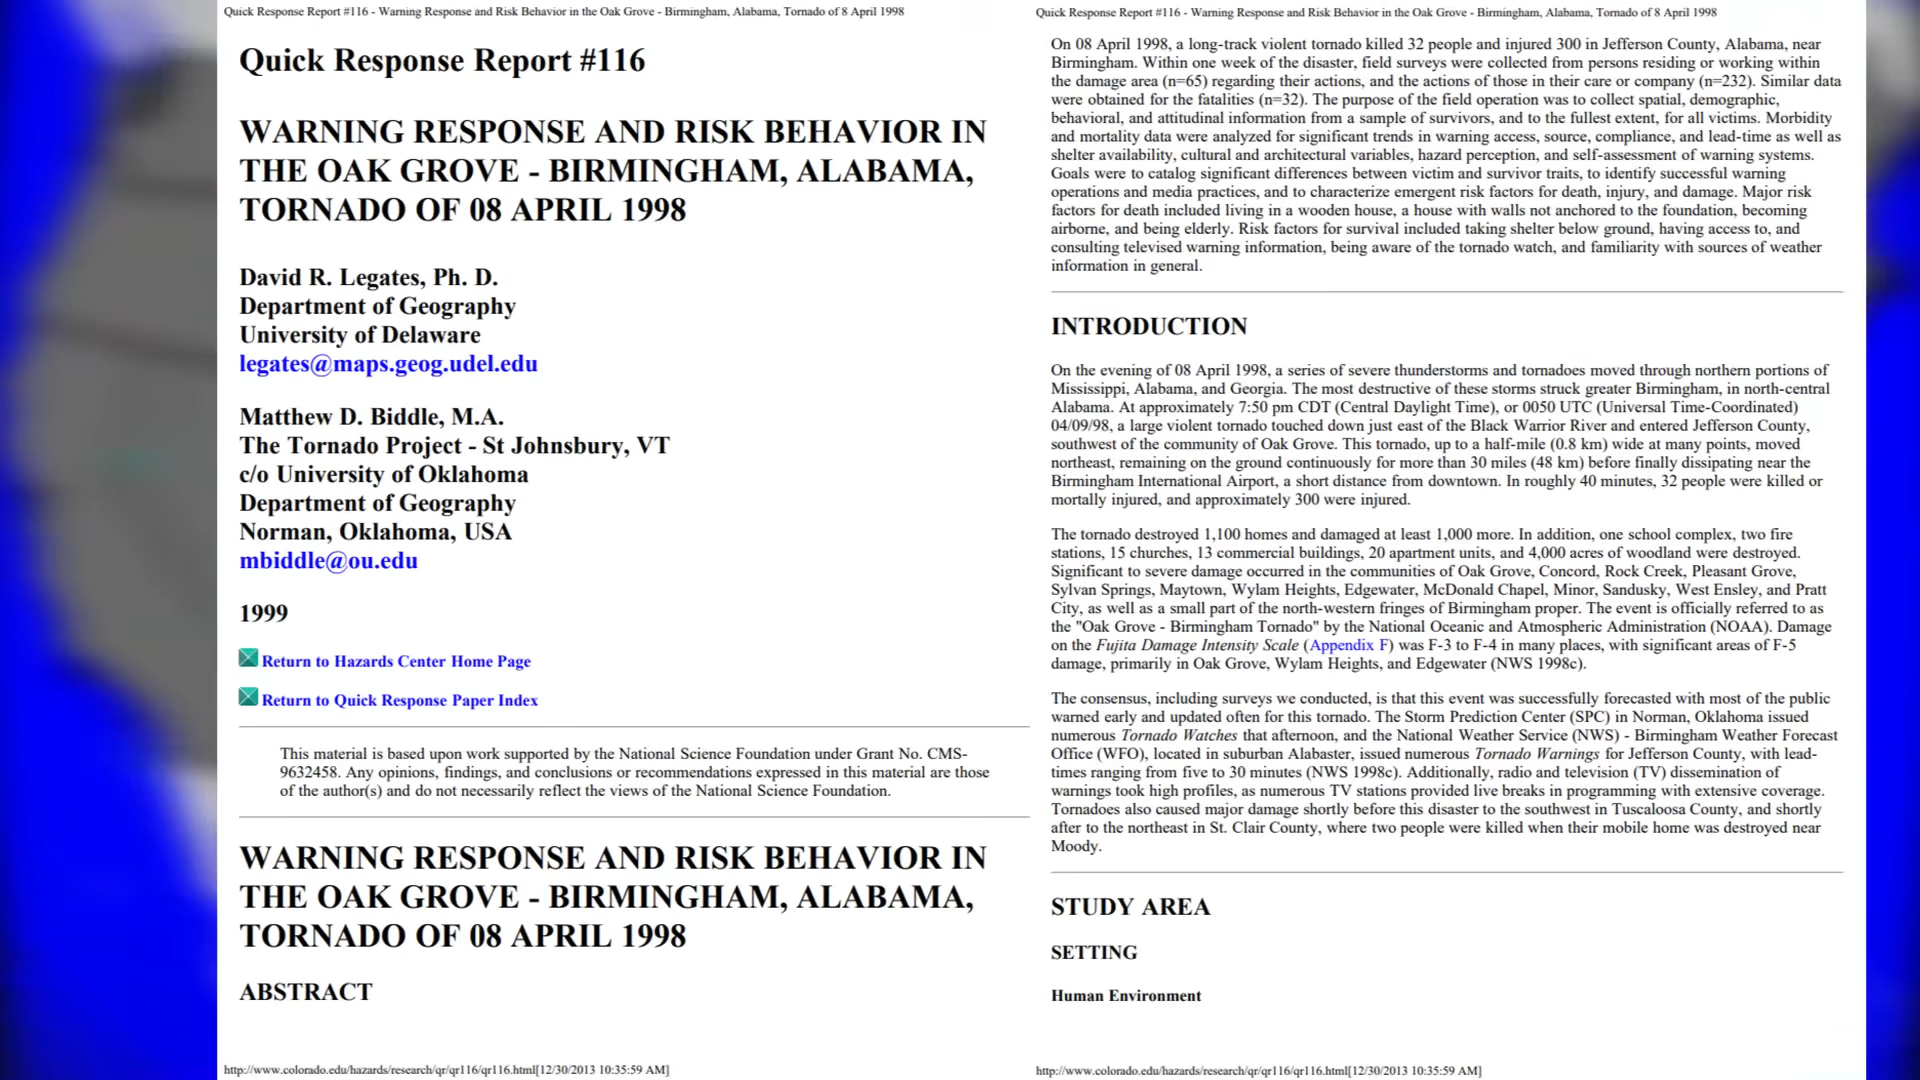 Quick Response Report #116 - Warning Response and Risk Behavior in the Oak Grove - Birmingham, Alabama, Tornado of 8 April 1998
Quick Response Report #116
WARNING RESPONSE AND RISK BEHAVIOR IN
THE OAK GROVE - BIRMINGHAM, ALABAMA,
TORNADO OF 08 APRIL 1998
David R. Legates, Ph. D.
Department of Geography
University of Delaware
legates@maps.geog.udel.edu
Matthew D. Biddle, M.A.
The Tornado Project - St Johnsbury, VT
c/o University of Oklahoma
Department of Geography
Norman, Oklahoma, USA
mbiddle@ou.edu
1999
Return to Hazards Center Home Page
Return to Quick Response Paper Index
This material is based upon work supported by the National Science Foundation under Grant No. CMS-
9632458. Any opinions, findings, and conclusions or recommendations expressed in this material are those
of the author(s) and do not necessarily reflect the views of the National Science Foundation.
WARNING RESPONSE AND RISK BEHAVIOR IN
THE OAK GROVE - BIRMINGHAM, ALABAMA,
TORNADO OF 08 APRIL 1998
ABSTRACT
http://www.colorado.edu/hazards/research/qr/qr116/qr116.html[12/30/2013 10:35:59 AM]
Quick Response Report #116 - Warning Response and Risk Behavior in the Oak Grove - Birmingham, Alabama, Tornado of 8 April 1998
On 08 April 1998, a long-track violent tornado killed 32 people and injured 300 in Jefferson County, Alabama, near
Birmingham. Within one week of the disaster, field surveys were collected from persons residing or working within
the damage area (n=65) regarding their actions, and the actions of those in their care or company (n=232). Similar data
were obtained for the fatalities (n=32). The purpose of the field operation was to collect spatial, demographic,
behavioral, and attitudinal information from a sample of survivors, and to the fullest extent, for all victims. Morbidity
and mortality data were analyzed for significant trends in warning access, source, compliance, and lead-time as well as
shelter availability, cultural and architectural variables, hazard perception, and self-assessment of warning systems.
Goals were to catalog significant differences between victim and survivor traits, to identify successful warning
operations and media practices, and to characterize emergent risk factors for death, injury, and damage. Major risk
factors for death included living in a wooden house, a house with walls not anchored to the foundation, becoming
airborne, and being elderly. Risk factors for survival included taking shelter below ground, having access to, and
consulting televised warning information, being aware of the tornado watch, and familiarity with sources of weather
information in general.
INTRODUCTION
On the evening of 08 April 1998, a series of severe thunderstorms and tornadoes moved through northern portions of
Mississippi, Alabama, and Georgia. The most destructive of these storms struck greater Birmingham, in north-central
Alabama. At approximately 7:50 pm CDT (Central Daylight Time), or 0050 UTC (Universal Time-Coordinated)
04/09/98, a large violent tornado touched down just east of the Black Warrior River and entered Jefferson County,
southwest of the community of Oak Grove. This tornado, up to a half-mile (0.8 km) wide at many points, moved
northeast, remaining on the ground continuously for more than 30 miles (48 km) before finally dissipating near the
Birmingham International Airport, a short distance from downtown. In roughly 40 minutes, 32 people were killed or
mortally injured, and approximately 300 were injured.
The tornado destroyed 1,100 homes and damaged at least 1,000 more. In addition, one school complex, two fire
stations, 15 churches, 13 commercial buildings, 20 apartment units, and 4,000 acres of woodland were destroyed.
Significant to severe damage occurred in the communities of Oak Grove, Concord, Rock Creek, Pleasant Grove,
Sylvan Springs, Maytown, Wylam Heights, Edgewater, McDonald Chapel, Minor, Sandusky, West Ensley, and Pratt
City, as well as a small part of the north-western fringes of Birmingham proper. The event is officially referred to as
the "Oak Grove - Birmingham Tornado" by the National Oceanic and Atmospheric Administration (NOAA). Damage
on the Fujita Damage Intensity Scale (Appendix F) was F-3 to F-4 in many places, with significant areas of F-5
damage, primarily in Oak Grove, Wylam Heights, and Edgewater (NWS 1998c).
The consensus, including surveys we conducted, is that this event was successfully forecasted with most of the public
warned early and updated often for this tornado. The Storm Prediction Center (SPC) in Norman, Oklahoma issued
numerous Tornado Watches that afternoon, and the National Weather Service (NWS) - Birmingham Weather Forecast
Office (WFO), located in suburban Alabaster, issued numerous Tornado Warnings for Jefferson County, with lead-
times ranging from five to 30 minutes (NWS 1998c). Additionally, radio and television (TV) dissemination of
warnings took high profiles, as numerous TV stations provided live breaks in programming with extensive coverage.
Tornadoes also caused major damage shortly before this disaster to the southwest in Tuscaloosa County, and shortly
after to the northeast in St. Clair County, where two people were killed when their mobile home was destroyed near
Moody.
STUDY AREA
SETTING
Human Environment
http://www.colorado.edu/hazards/research/qr/qr116/qr116.html[12/30/2013 10:35:59 AM]